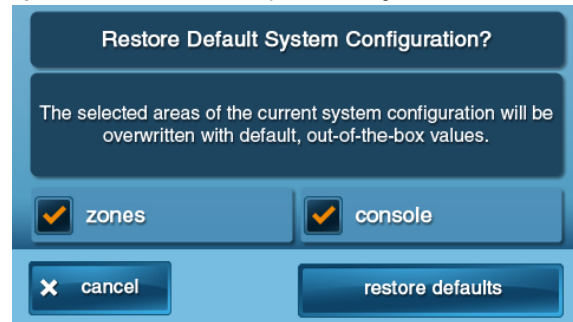 Restore Default System Configuration?
The selected areas of the current system configuration will be
overwritten with default, out-of-the-box values.
zones
console
cancel
restore defaults